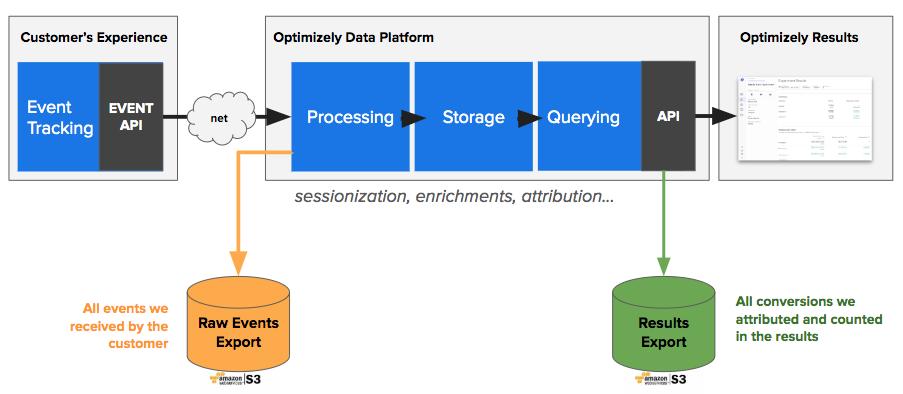 Customer's Experience
Optimizely Data Platform
Optimizely Results
Event
Tracking
EVENT
API
net
Processing
Storage
Querying
API
sessionization, enrichments, attribution...
All events we
received by the
customer
Raw Events
Export
amazon
webservices
S3
Results
Export
All conversions we
attributed and counted
in the results
amazon
webservices
S3